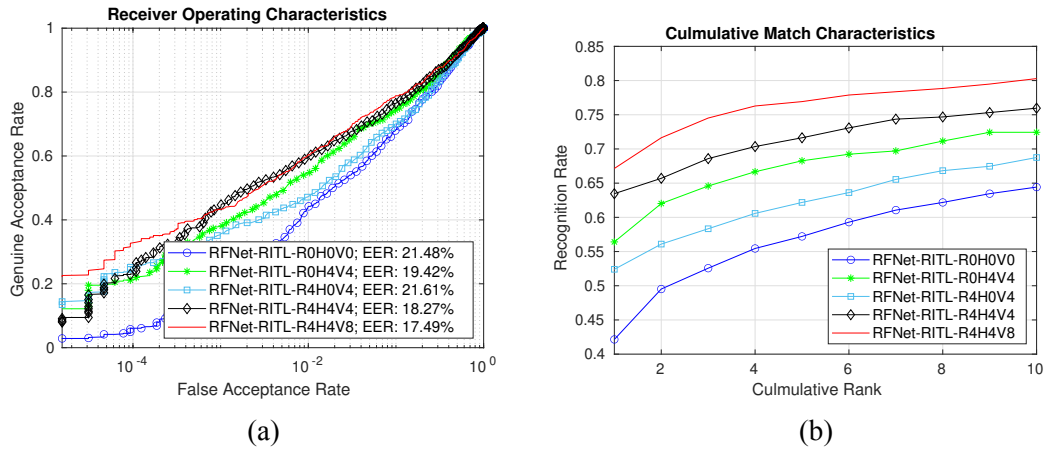 Receiver Operating Characteristics
1
0.8
0.6
0.4
0.2
0
Genuine Acceptance Rate
RFNet-RITL-R0H0V0; EER: 21.48%
RFNet-RITL-R0H4V4; EER: 19.42%
RFNet-RITL-R4H0V4; EER: 21.61%
RFNet-RITL-R4H4V4; EER: 18.27%
RFNet-RITL-R4H4V8; EER: 17.49%
10^-4
10^-2
10^0
False Acceptance Rate
(a)
Culmulative Match Characteristics
0.85
0.8
0.75
0.7
0.65
0.6
0.55
0.5
0.45
0.4
Recognition Rate
RFNet-RITL-R0H0V0
RFNet-RITL-R0H4V4
RFNet-RITL-R4H0V4
RFNet-RITL-R4H4V4
RFNet-RITL-R4H4V8
2
4
6
8
10
Culmulative Rank
(b)